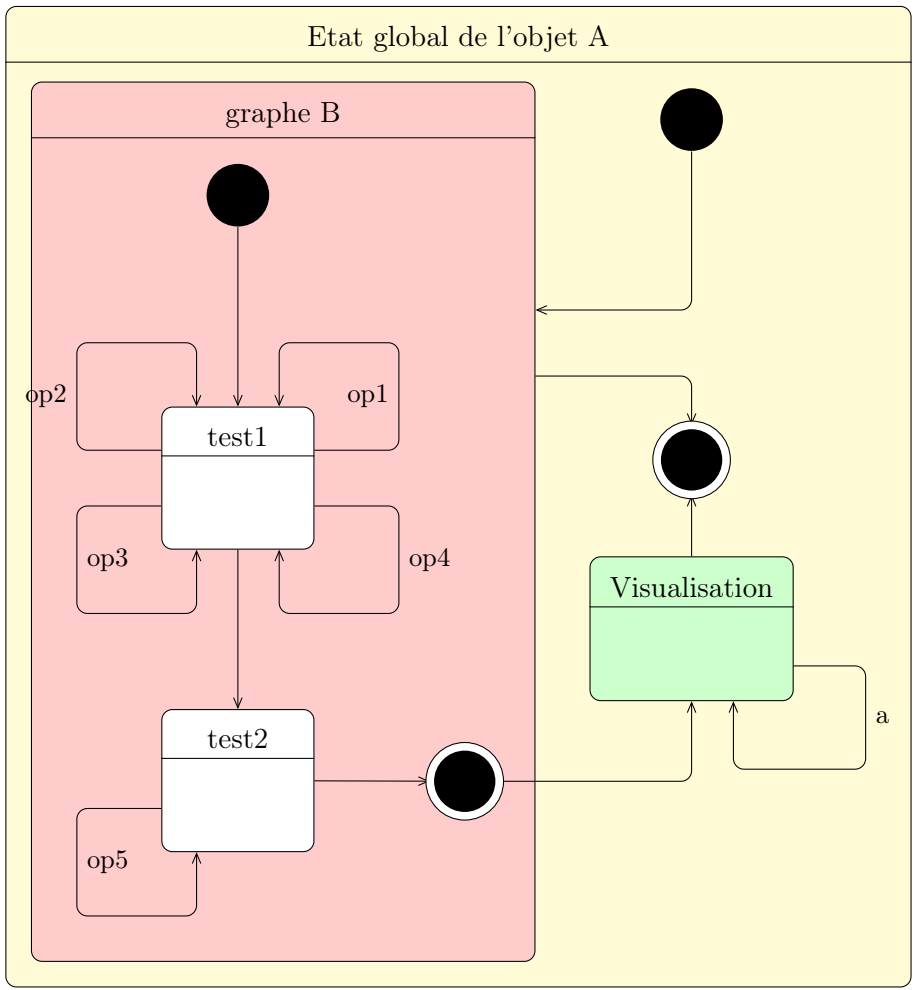 Etat global de l'objet A
graphe B
op2
op1
test1
op3
op4
Visualisation
a
test2
op5